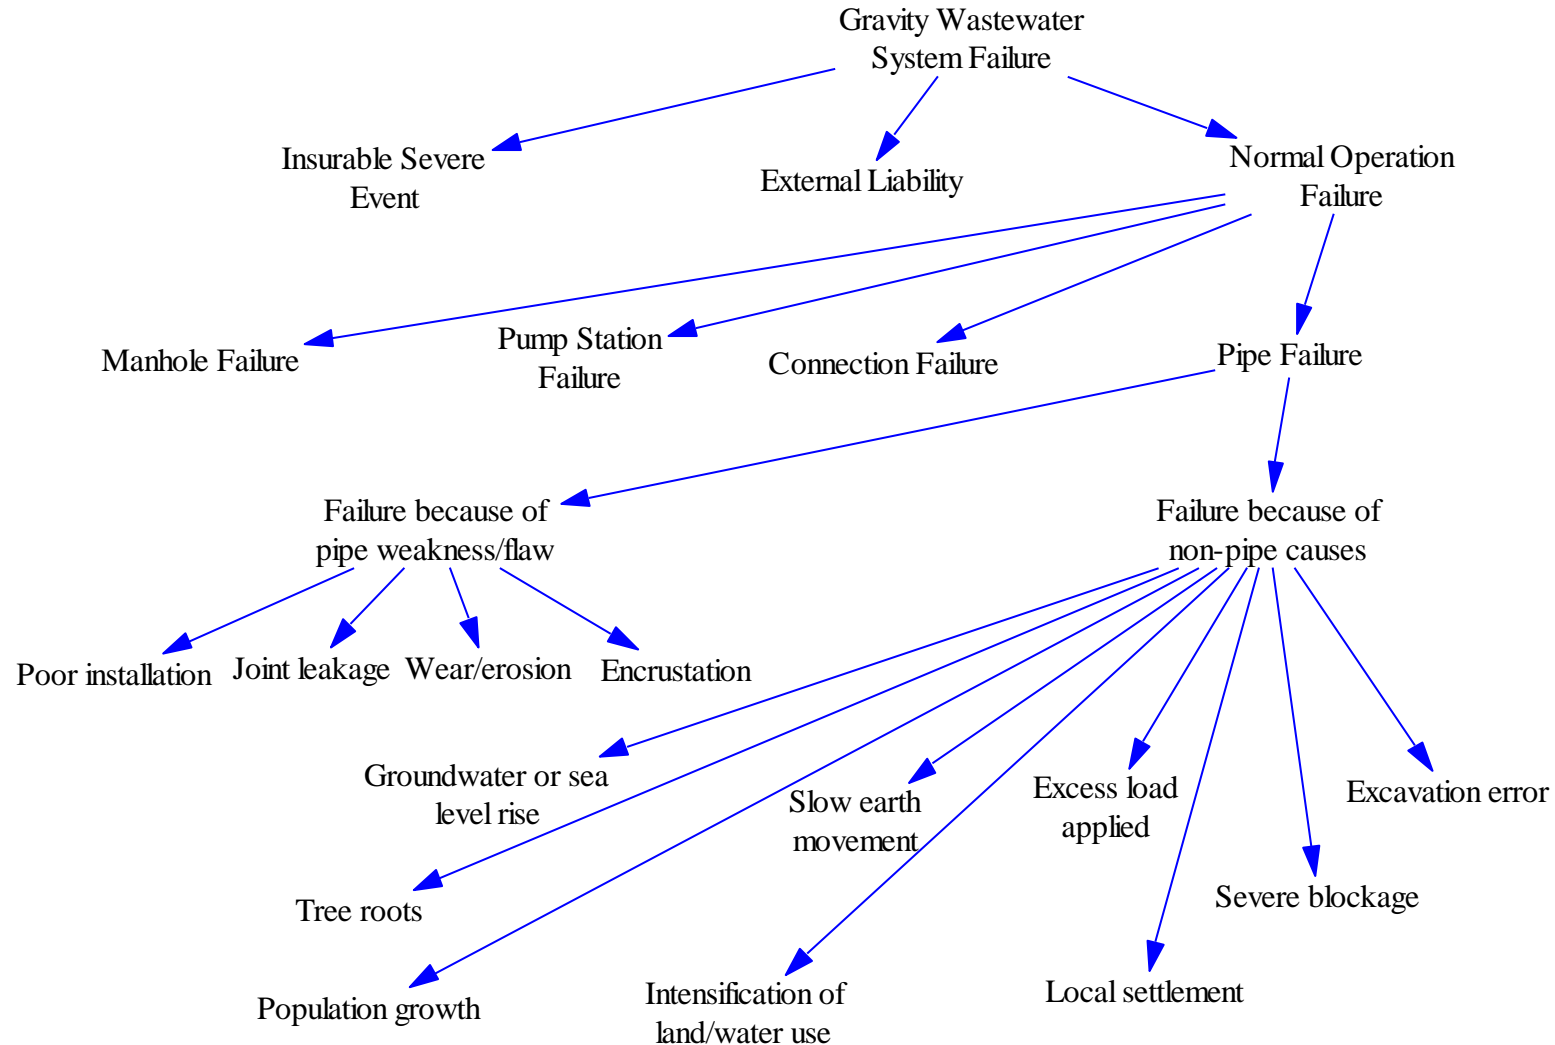 Gravity Wastewater
System Failure
Insurable Severe
Event
External Liability
Normal Operation
Failure
Manhole Failure
Pump Station
Failure
Connection Failure
Pipe Failure
Failure because of
pipe weakness/flaw
Failure because of
non-pipe causes
Poor installation
Joint leakage
Wear/erosion
Encrustation
Groundwater or sea
level rise
Slow earth
movement
Excess load
applied
Excavation error
Tree roots
Severe blockage
Population growth
Intensification of
land/water use
Local settlement